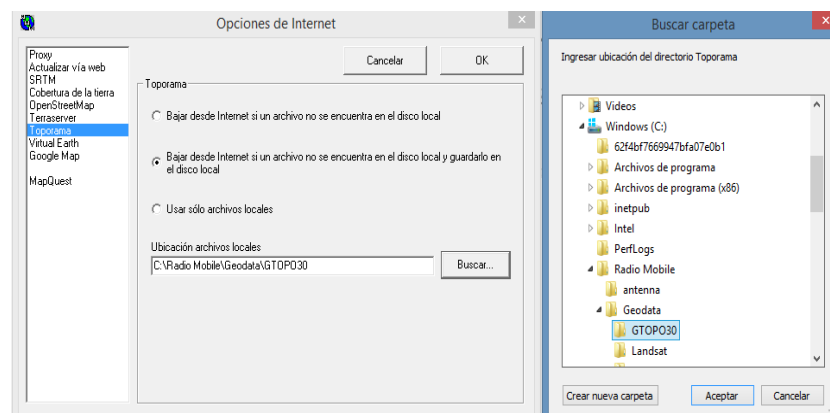 Opciones de Internet
Proxy
Actualizar vía web
SRTM
Cobertura de la tierra
OpenStreetMap
Terraserver
Toporama
Virtual Earth
Google Map
MapQuest
Cancelar
OK
Toporama
Bajar desde Internet si un archivo no se encuentra en el disco local
Bajar desde Internet si un archivo no se encuentra en el disco local y guardarlo en
el disco local
Usar sólo archivos locales
Ubicación archivos locales
C:\Radio Mobile\Geodata\GTOPO30
Buscar...
Buscar carpeta
Ingresar ubicación del directorio Toporama
Videos
Windows (C:)
62f4bf7669947bfa07e0b1
Archivos de programa
Archivos de programa (x86)
inetpub
Intel
PerfLogs
Radio Mobile
antenna
Geodata
GTOPO30
Landsat
Crear nueva carpeta
Aceptar
Cancelar